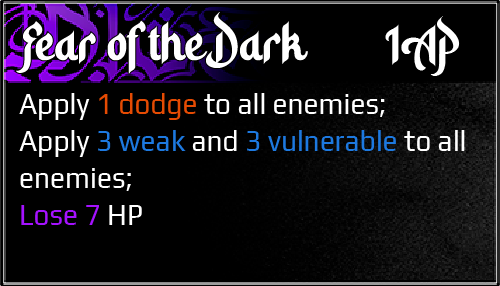 Fear of the Dark 1AP
Apply 1 dodge to all enemies;
Apply 3 weak and 3 vulnerable to all
enemies;
Lose 7 HP